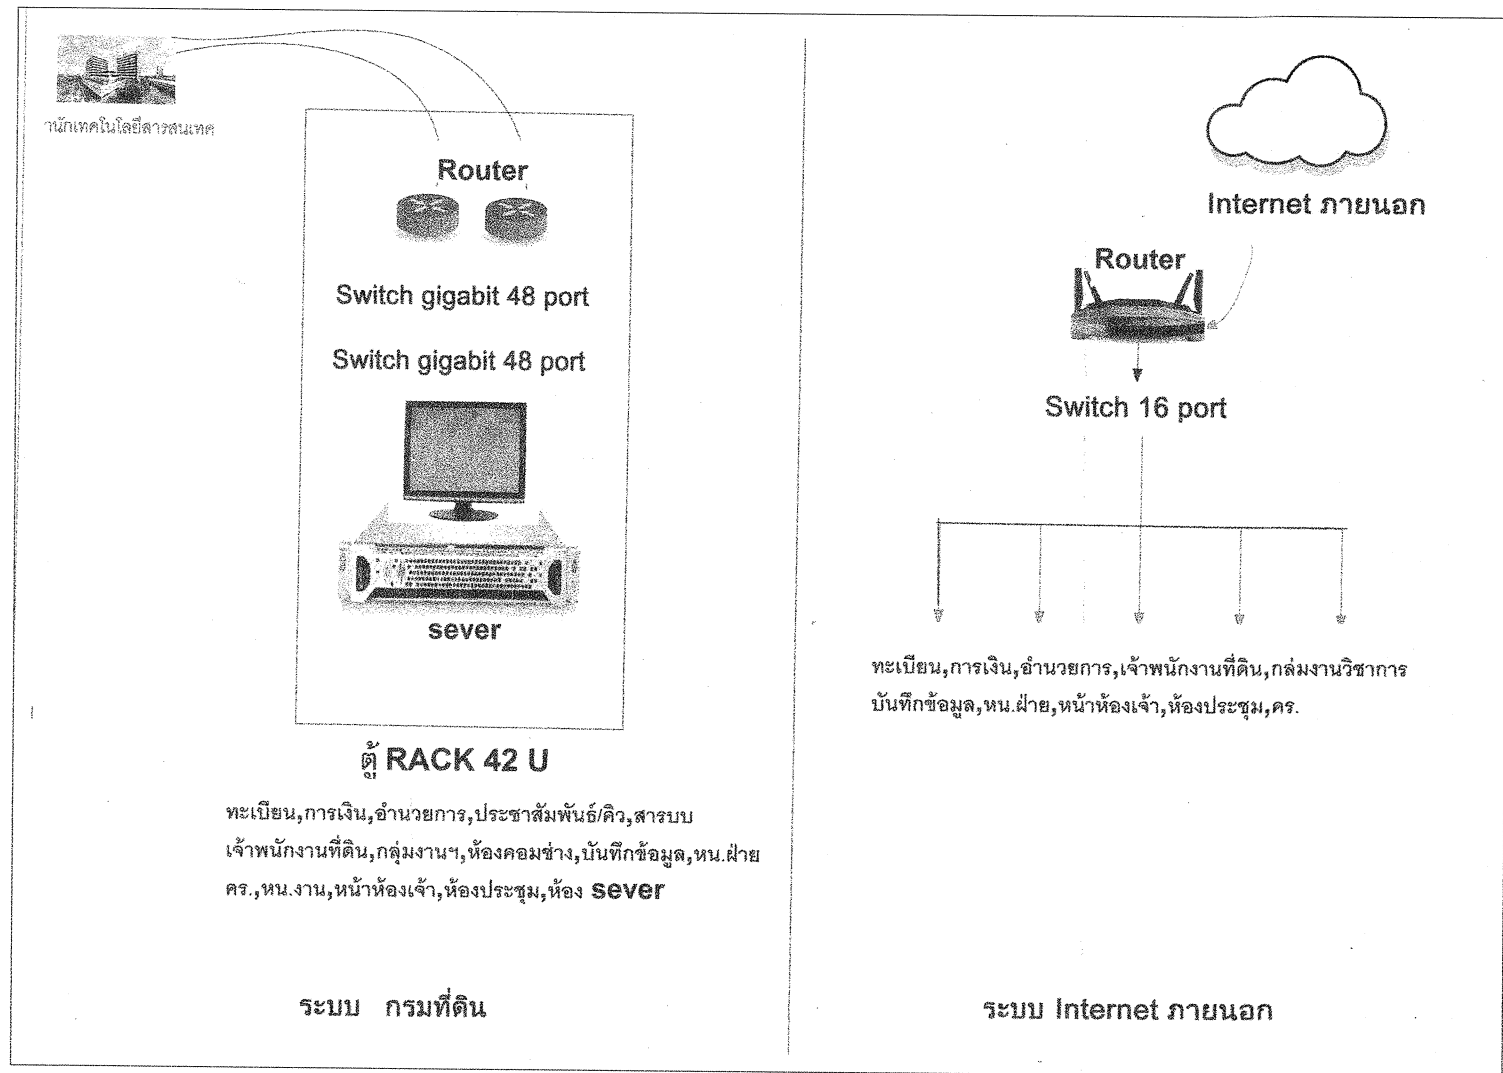 านักเทคโนโลยีสารสนเทศ
Router
Switch gigabit 48 port
Switch gigabit 48 port
sever
ตู้ RACK 42 U
ทะเบียน,การเงิน,อำนวยการ,ประชาสัมพันธ์/คิว,สารบบ
เจ้าพนักงานที่ดิน,กลุ่มงานฯ,ห้องคอมช่าง,บันทึกข้อมูล,หน.ฝ่าย
คร.,หน.งาน,หน้าห้องเจ้า,ห้องประชุม,ห้อง sever
ระบบ กรมที่ดิน
Internet ภายนอก
Router
Switch 16 port
ทะเบียน,การเงิน,อำนวยการ,เจ้าพนักงานที่ดิน,กล่มงานวิชาการ
บันทึกข้อมูล,หน.ฝ่าย,หน้าห้องเจ้า,ห้องประชุม,คร.
ระบบ Internet ภายนอก